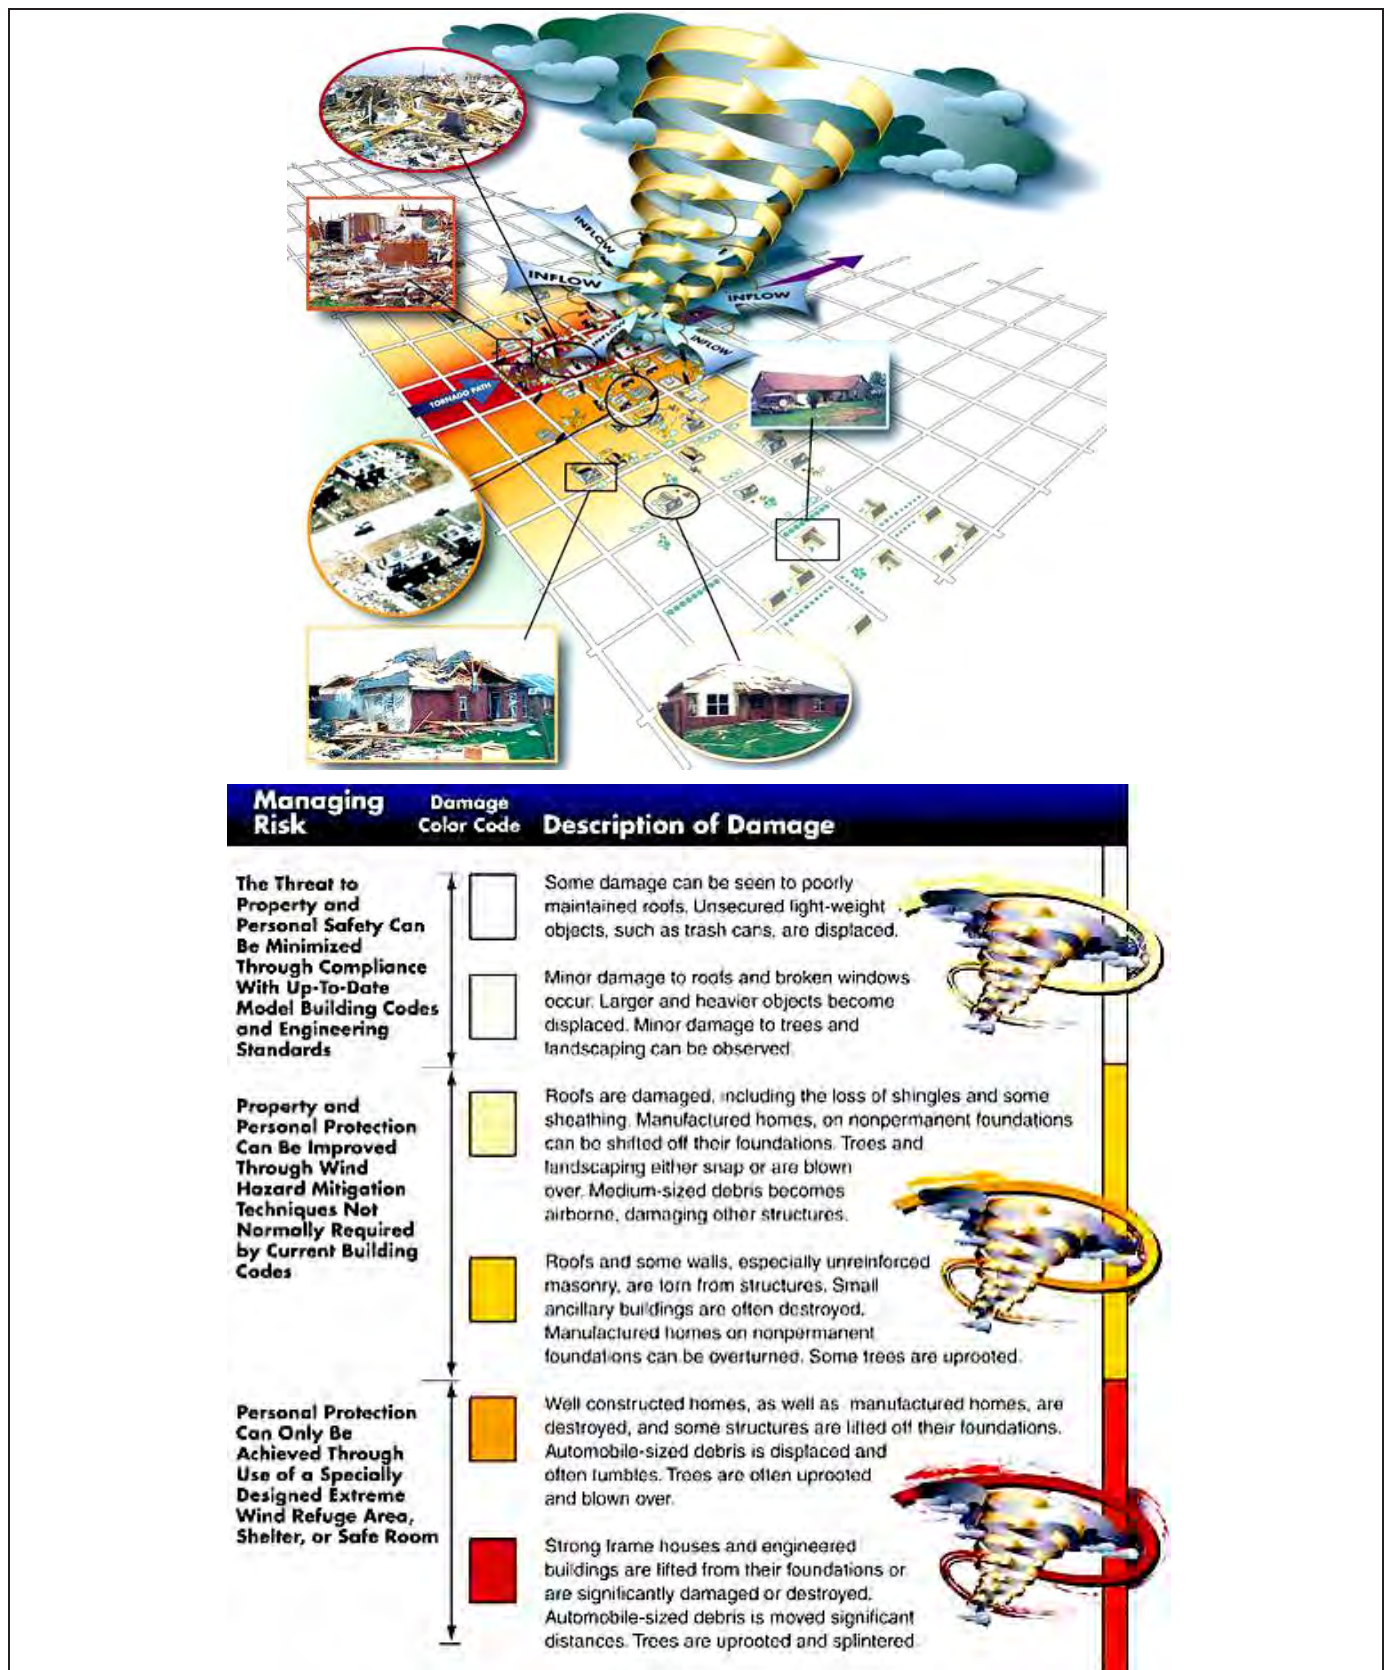 INFLOW
INFLOW
INFLOW
INFLOW
INFLOW
TORNADO PATH
Managing
Risk
Damage
Color Code
Description of Damage
The Threat to
Property and
Personal Safety Can
Be Minimized
Through Compliance
With Up-To-Date
Model Building Codes
and Engineering
Standards
Some damage can be seen to poorly
maintained roofs. Unsecured light-weight
objects, such as trash cans, are displaced.
Minor damage to roofs and broken windows
occur. Larger and heavier objects become
displaced. Minor damage to trees and
landscaping can be observed.
Property and
Personal Protection
Can Be Improved
Through Wind
Hazard Mitigation
Techniques Not
Normally Required
by Current Building
Codes
Roofs are damaged, including the loss of shingles and some
sheathing. Manufactured homes, on nonpermanent foundations
can be shifted off their foundations. Trees and
landscaping either snap or are blown
over. Medium-sized debris becomes
airborne, damaging other structures.
Roofs and some walls, especially unreinforced
masonry, are torn from structures. Small
ancillary buildings are often destroyed.
Manufactured homes on nonpermanent
foundations can be overturned. Some trees are uprooted.
Personal Protection
Can Only Be
Achieved Through
Use of a Specially
Designed Extreme
Wind Refuge Area,
Shelter, or Safe Room
Well constructed homes, as well as manufactured homes, are
destroyed, and some structures are lifted off their foundations.
Automobile-sized debris is displaced and
often tumbles. Trees are often uprooted
and blown over.
Strong frame houses and engineered
buildings are lifted from their foundations or
are significantly damaged or destroyed.
Automobile-sized debris is moved significant
distances. Trees are uprooted and splintered.